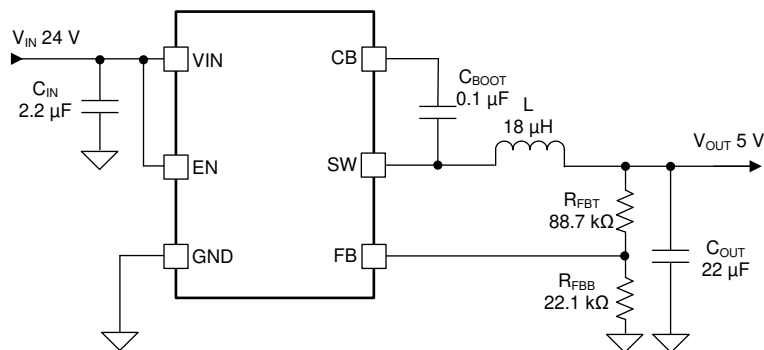 V_IN 24 V
C_IN
2.2 µF
VIN
EN
GND
CB
SW
FB
C_BOOT
0.1 µF
L
18 µH
V_OUT 5 V
R_FBT
88.7 kΩ
R_FBB
22.1 kΩ
C_OUT
22 µF